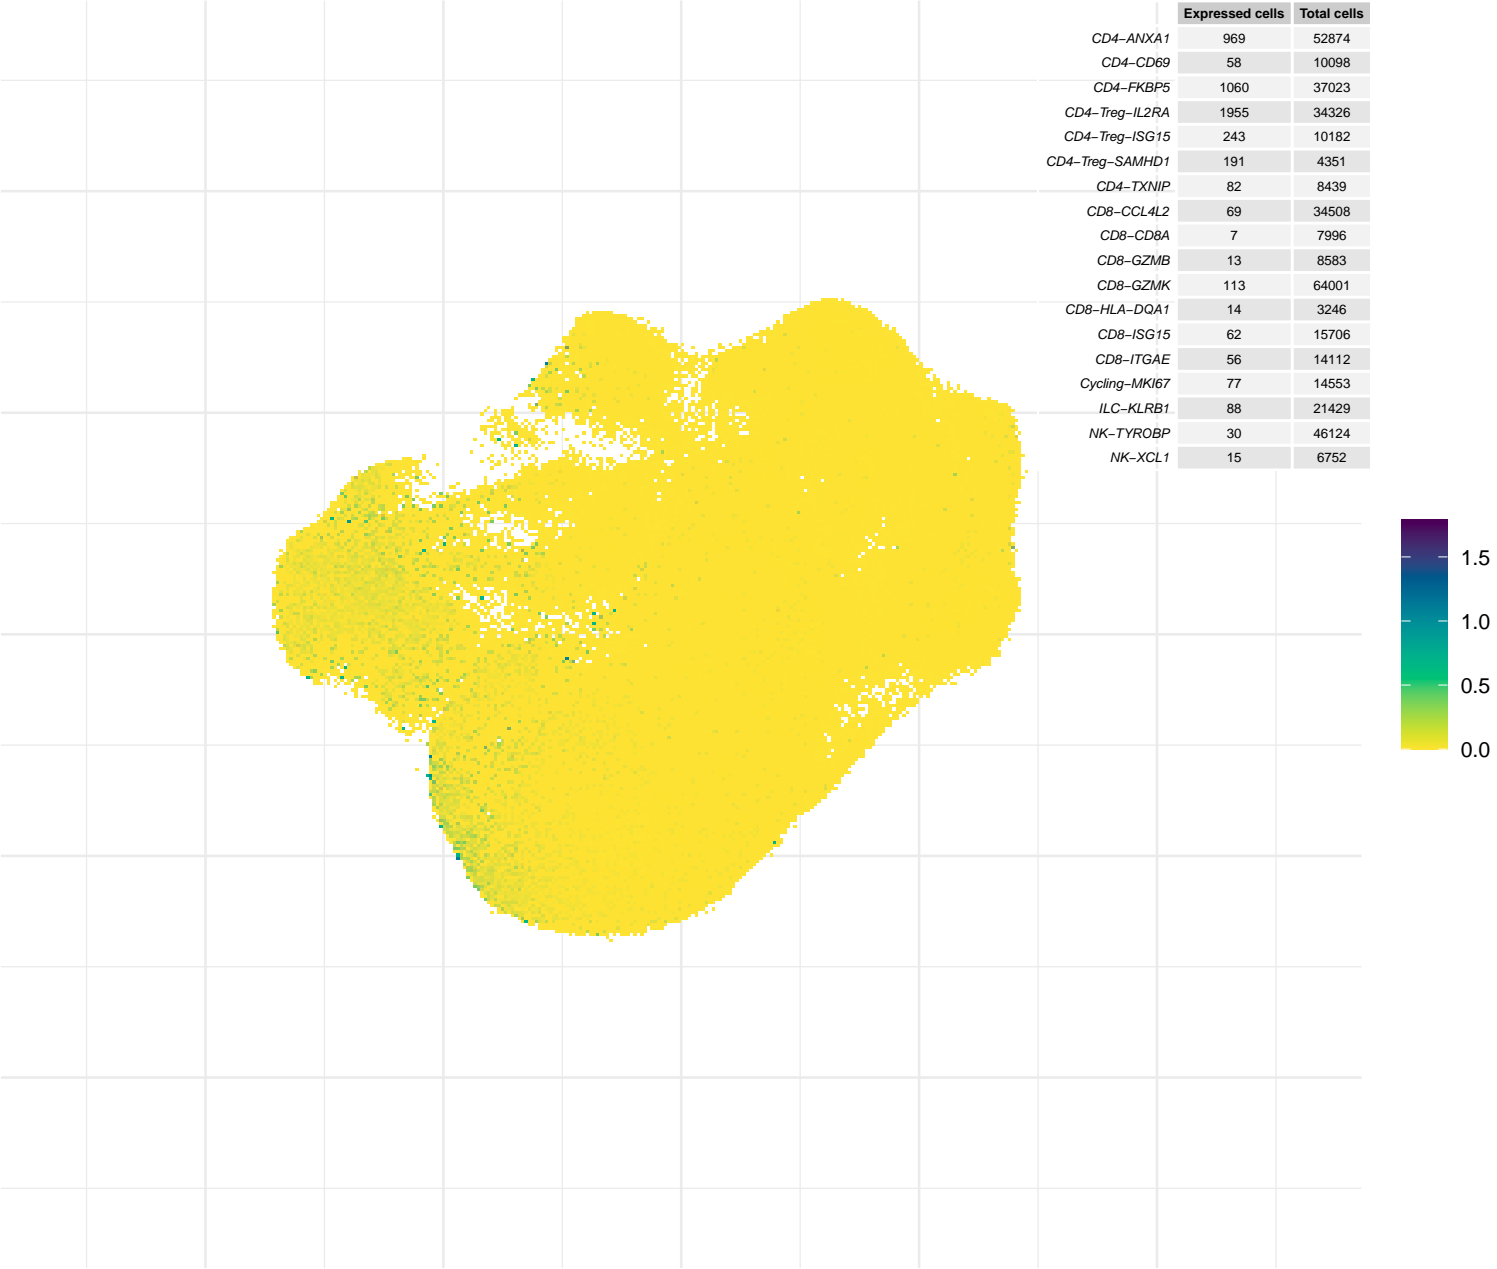 Expressed cells Total cells
CD4−ANXA1 969 52874
CD4−CD69 58 10098
CD4−FKBP5 1060 37023
CD4−Treg−IL2RA 1955 34326
CD4−Treg−ISG15 243 10182
CD4−Treg−SAMHD1 191 4351
CD4−TXNIP 82 8439
CD8−CCL4L2 69 34508
CD8−CD8A 7 7996
CD8−GZMB 13 8583
CD8−GZMK 113 64001
CD8−HLA−DQA1 14 3246
CD8−ISG15 62 15706
CD8−ITGAE 56 14112
Cycling−MKI67 77 14553
ILC−KLRB1 88 21429
NK−TYROBP 30 46124
NK−XCL1 15 6752
1.5
1.0
0.5
0.0